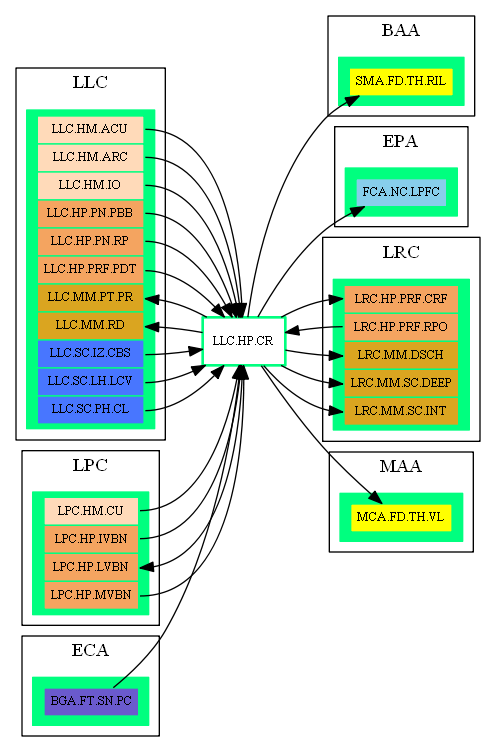 LLC
LLC.HM.ACU
LLC.HM.ARC
LLC.HM.IO
LLC.HP.PN.PBB
LLC.HP.PN.RP
LLC.HP.PRF.PDT
LLC.MM.PT.PR
LLC.MM.RD
LLC.SC.IZ.CBS
LLC.SC.LH.LCV
LLC.SC.PH.CL
LPC
LPC.HM.CU
LPC.HP.IVBN
LPC.HP.LVBN
LPC.HP.MVBN
ECA
BGA.FT.SN.PC
LLC.HP.CR
BAA
SMA.FD.TH.RIL
EPA
FCA.NC.LPFC
LRC
LRC.HP.PRF.CRF
LRC.HP.PRF.RPO
LRC.MM.DSCH
LRC.MM.SC.DEEP
LRC.MM.SC.INT
MAA
MCA.FD.TH.VL